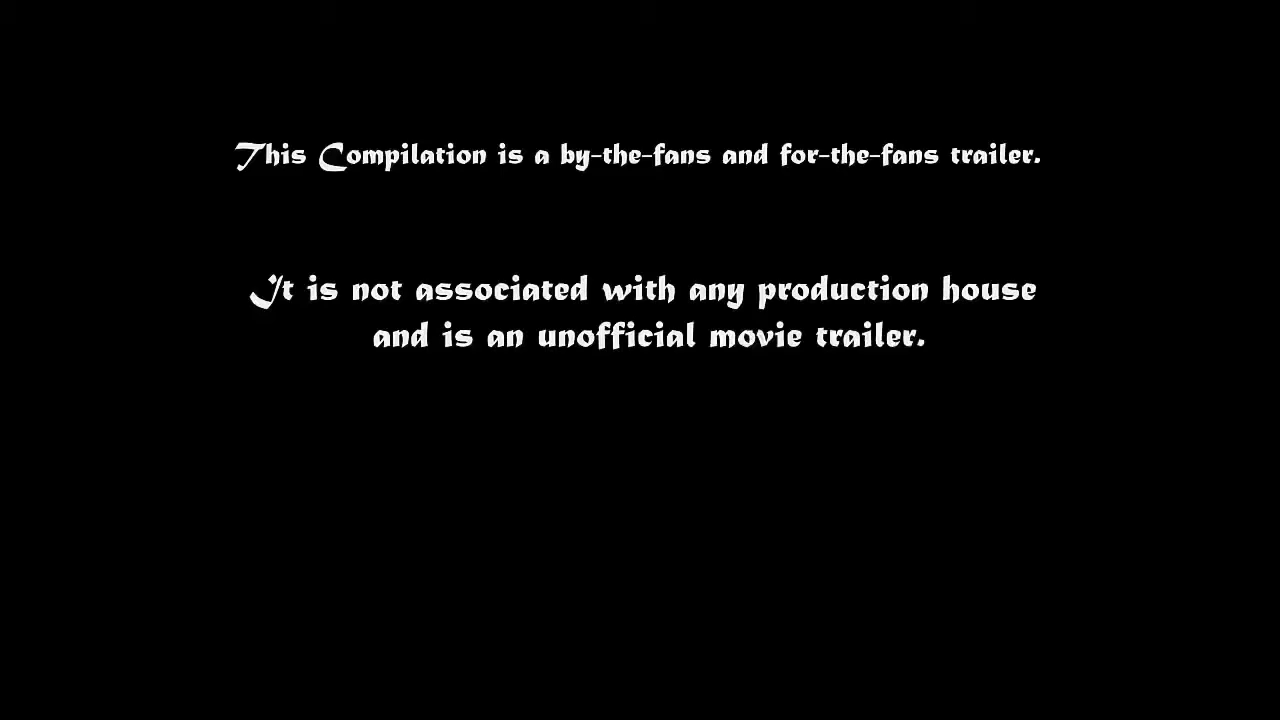 This Compilation is a by-the-fans and for-the-fans trailer.
It is not associated with any production house
and is an unofficial movie trailer.